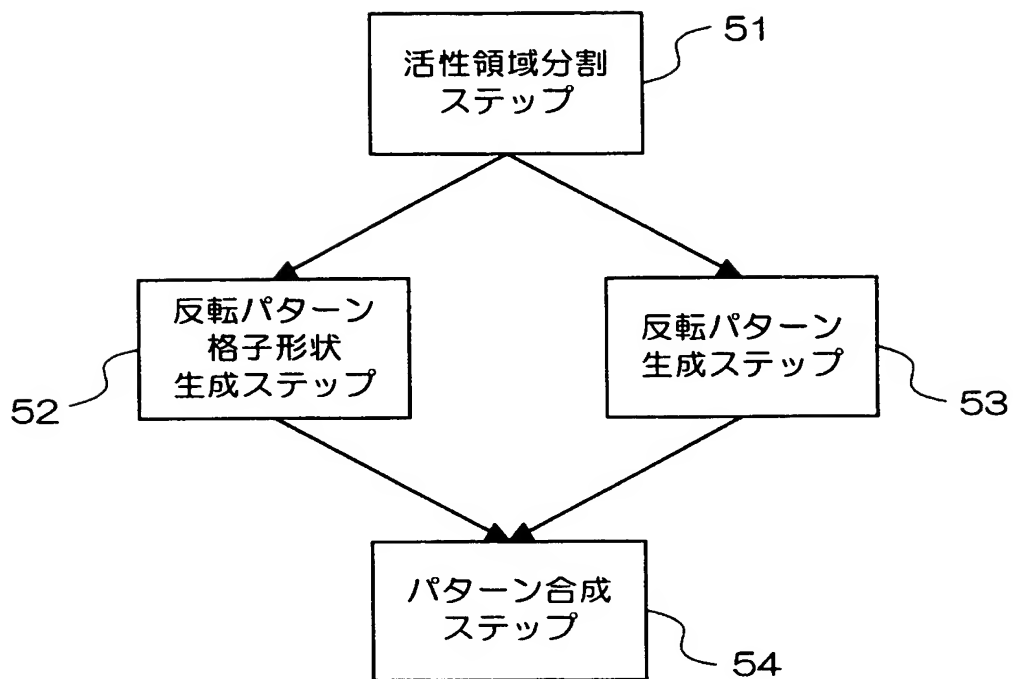 51
活性領域分割
ステップ
反転パターン
格子形状
生成ステップ
52
反転パターン
生成ステップ
53
パターン合成
ステップ
54